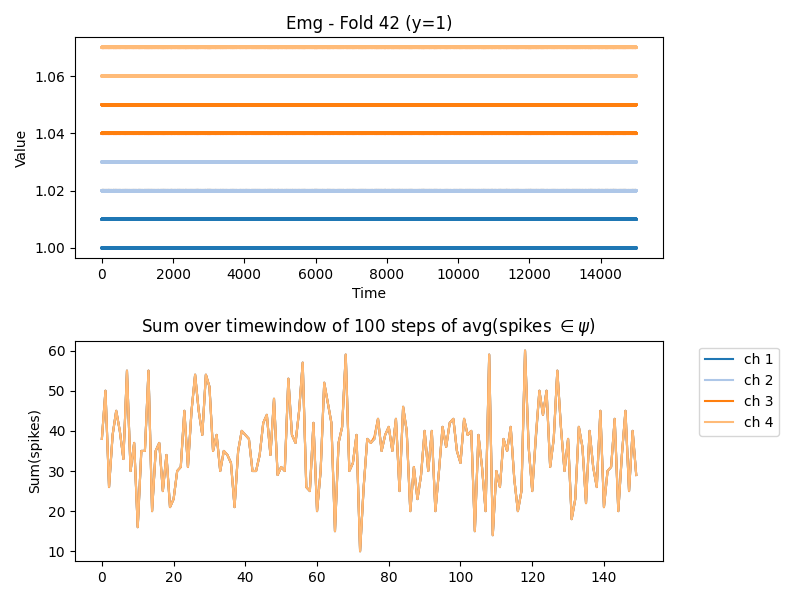 Emg - Fold 42 (y=1)
Value
1.06
1.04
1.02
1.00
0 2000 4000 6000 8000 10000 12000 14000
Time
Sum over timewindow of 100 steps of avg(spikes ∈ψ)
Sum(spikes)
60
50
40
30
20
10
0 20 40 60 80 100 120 140
ch 1
ch 2
ch 3
ch 4